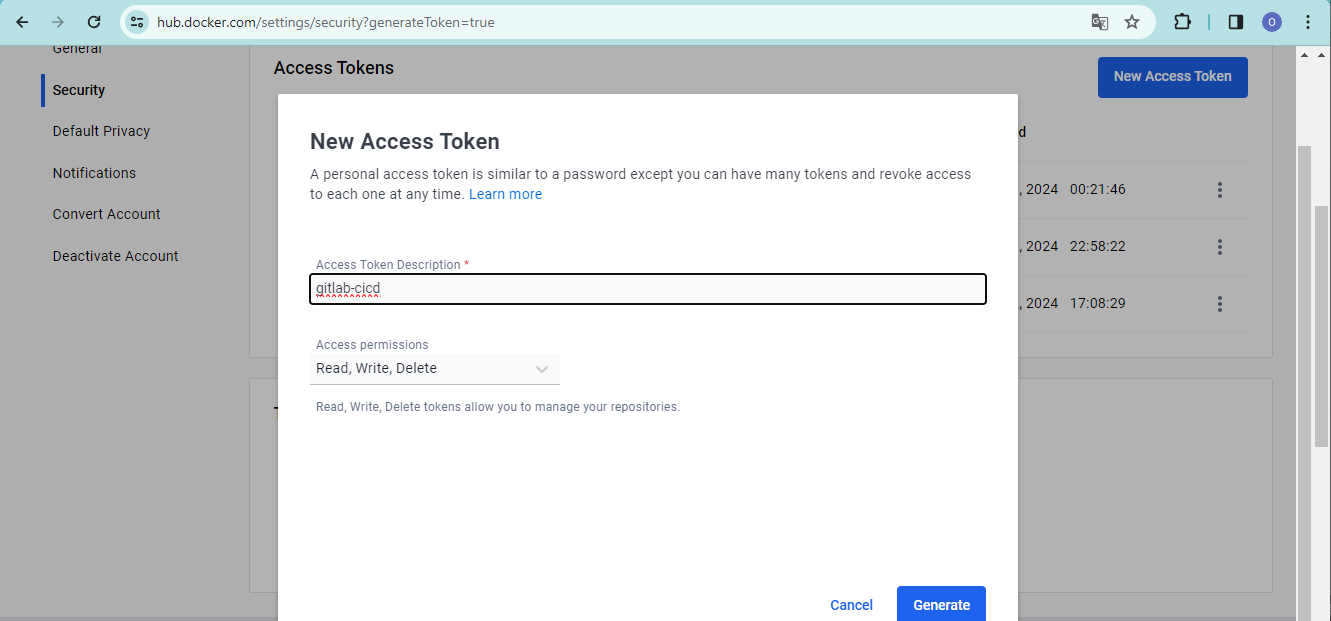 hub.docker.com/settings/security?generateToken=true
O
General
Security
Default Privacy
Notifications
Convert Account
Deactivate Account
Access Tokens
New Access Token
d
, 2024 00:21:46
, 2024 22:58:22
, 2024 17:08:29
New Access Token
A personal access token is similar to a password except you can have many tokens and revoke access
to each one at any time. Learn more
Access Token Description *
gitlab-cicd
Access permissions
Read, Write, Delete
Read, Write, Delete tokens allow you to manage your repositories.
Cancel
Generate